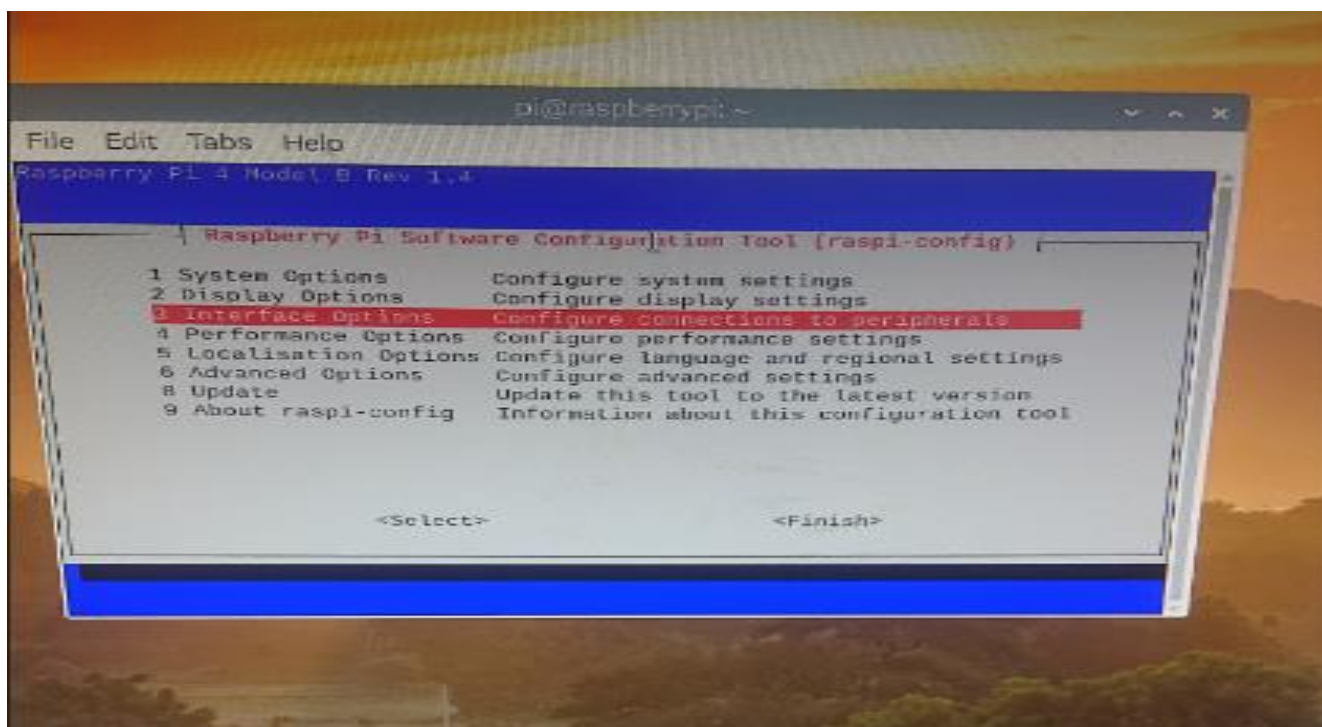 pi@raspberrypi: ~
File Edit Tabs Help
Raspberry Pi 4 Model B Rev 1.4
Raspberry Pi Software Configuration Tool (raspi-config)
1 System Options Configure system settings
2 Display Options Configure display settings
3 Interface Options Configure connections to peripherals
4 Performance Options Configure performance settings
5 Localisation Options Configure language and regional settings
6 Advanced Options Configure advanced settings
8 Update Update this tool to the latest version
9 About raspi-config Information about this configuration tool
<Select> <Finish>